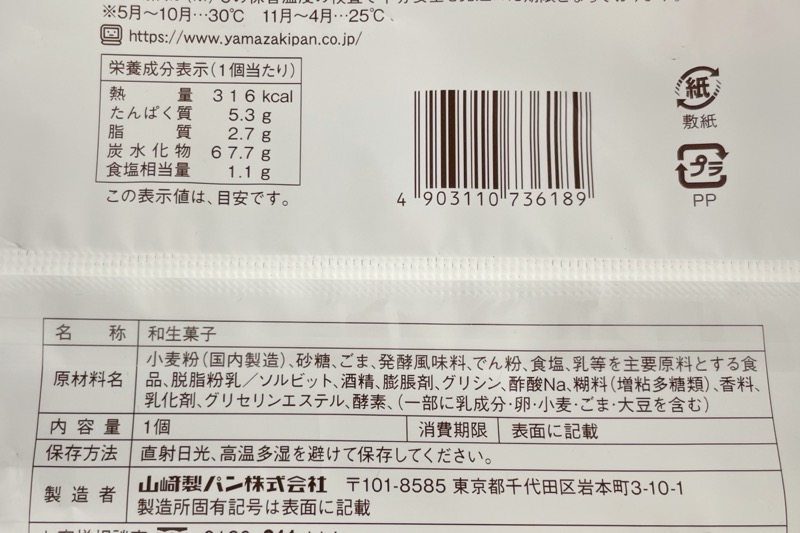 ※5月〜10月…30℃　11月〜4月…25℃、
https://www.yamazakipan.co.jp/
栄養成分表示(1個当たり)
熱量 316 kcal
たんぱく質 5.3 g
脂質 2.7 g
炭水化物 67.7 g
食塩相当量 1.1 g
この表示値は、目安です。
4 903110 736189
紙
敷紙
プラ
PP
名称 和生菓子
原材料名 小麦粉(国内製造)、砂糖、ごま、発酵風味料、でん粉、食塩、乳等を主要原料とする食
品、脱脂粉乳／ソルビット、酒精、膨脹剤、グリシン、酢酸Na、糊料(増粘多糖類)、香料、
乳化剤、グリセリンエステル、酵素、(一部に乳成分・卵・小麦・ごま・大豆を含む)
内容量 1個 消費期限 表面に記載
保存方法 直射日光、高温多湿を避けて保存してください。
製造者 山崎製パン株式会社 〒101-8585 東京都千代田区岩本町3-10-1
製造所固有記号は表面に記載